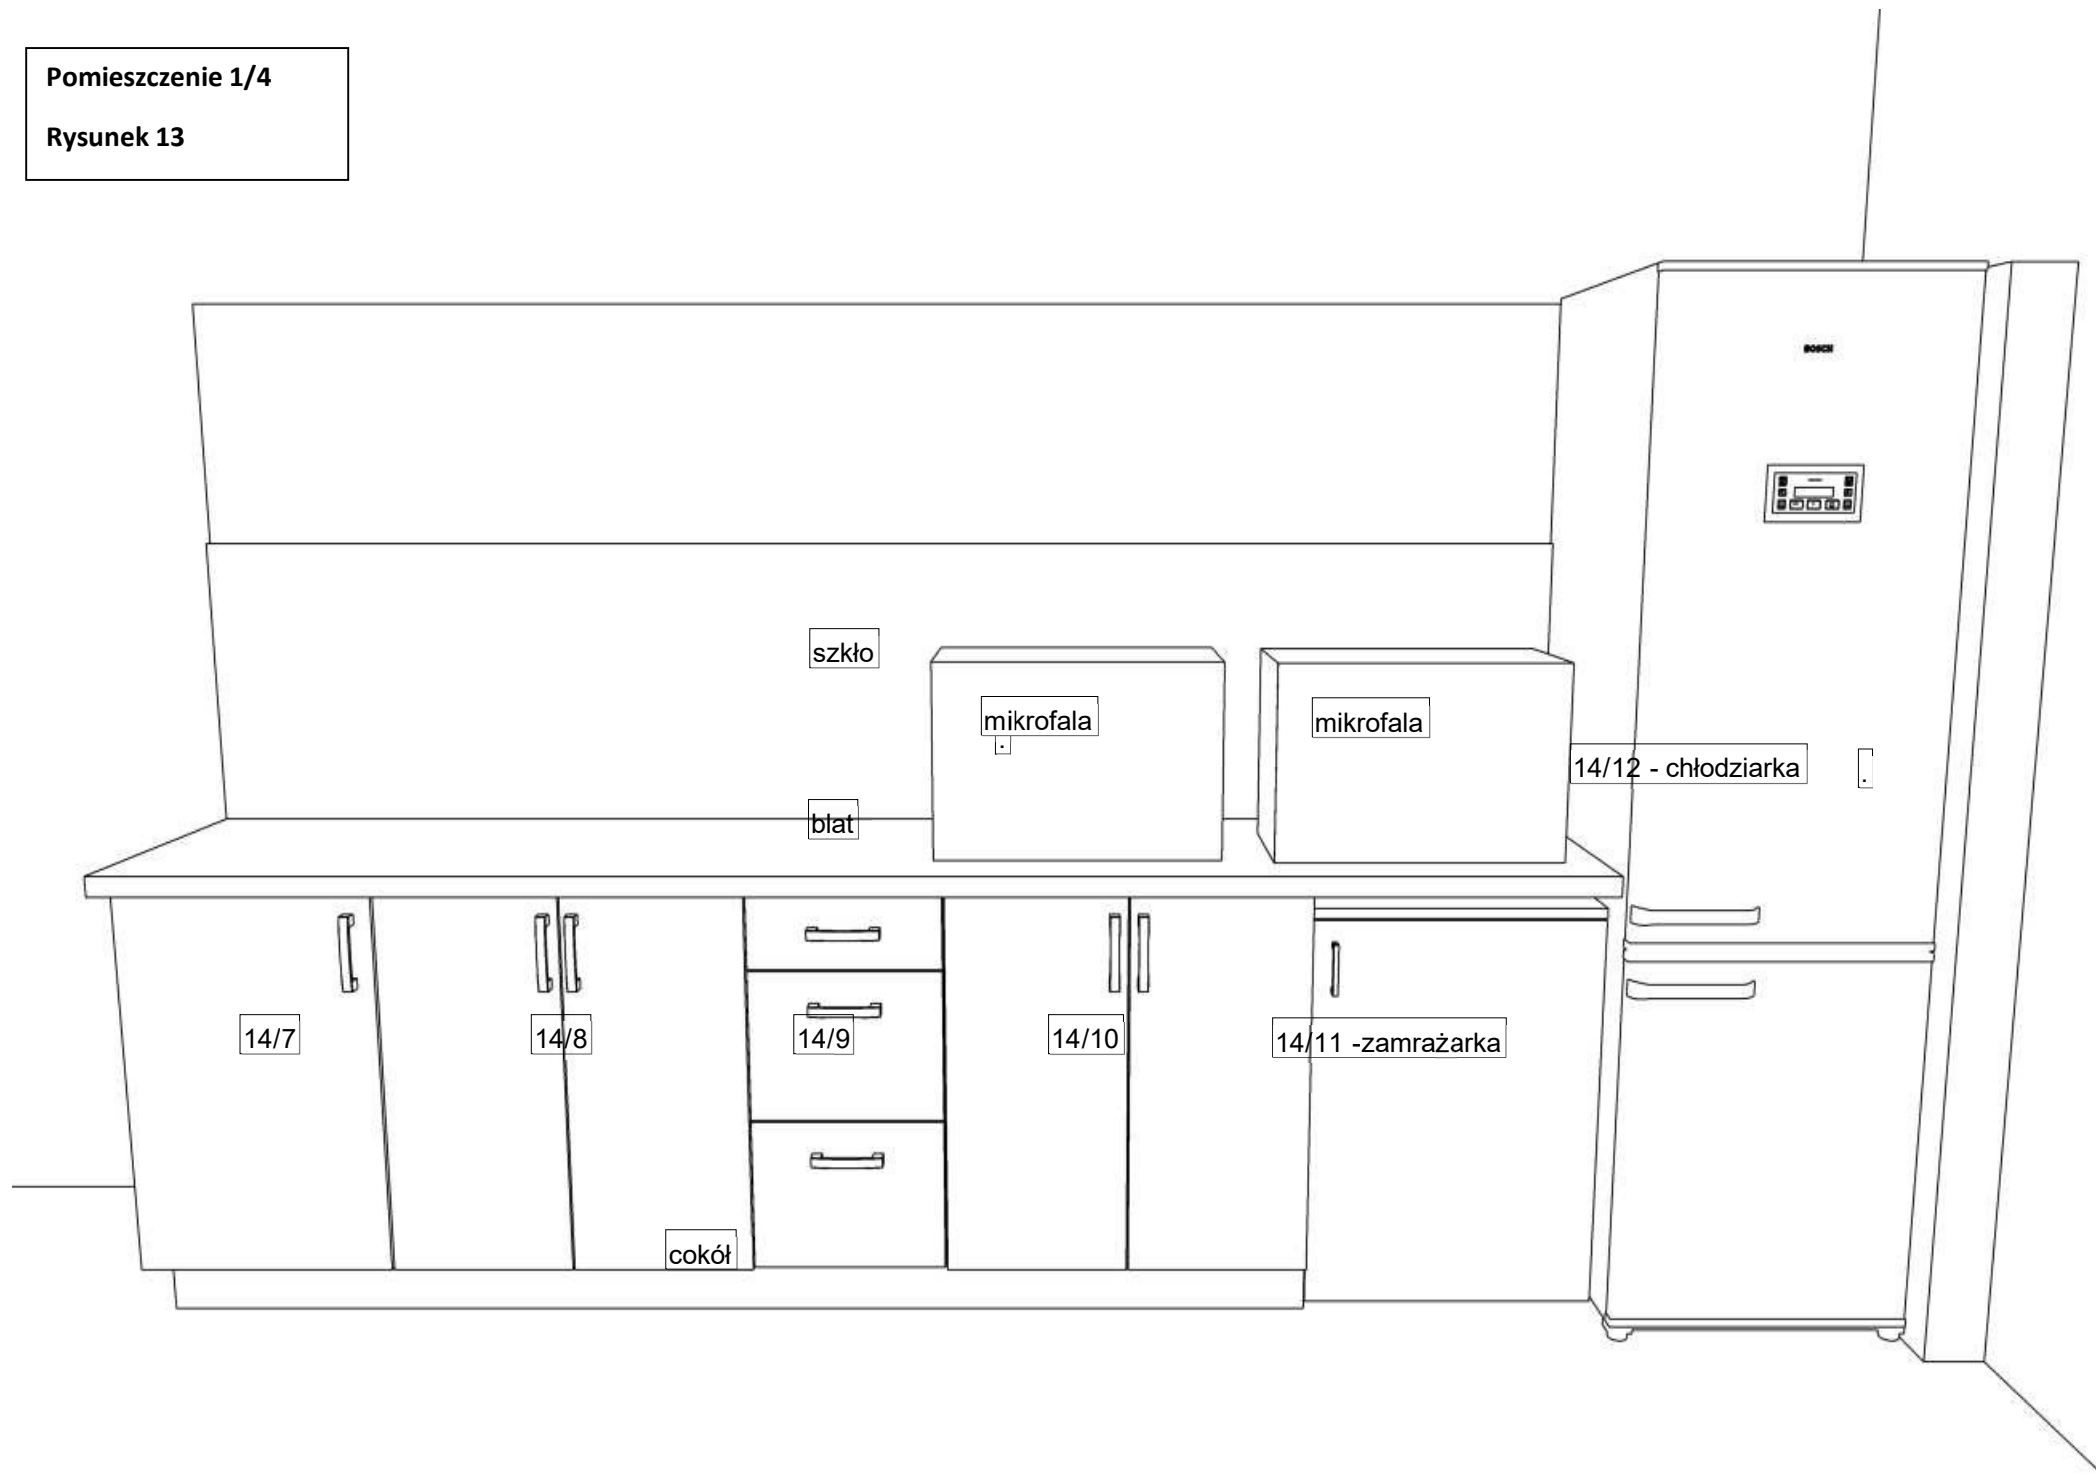 Pomieszczenie 1/4
Rysunek 13
BOSCH
szkło
mikrofala
.
mikrofala
14/12 - chłodziarka
.
blat
14/7
14/8
14/9
14/10
14/11 -zamrażarka
cokół